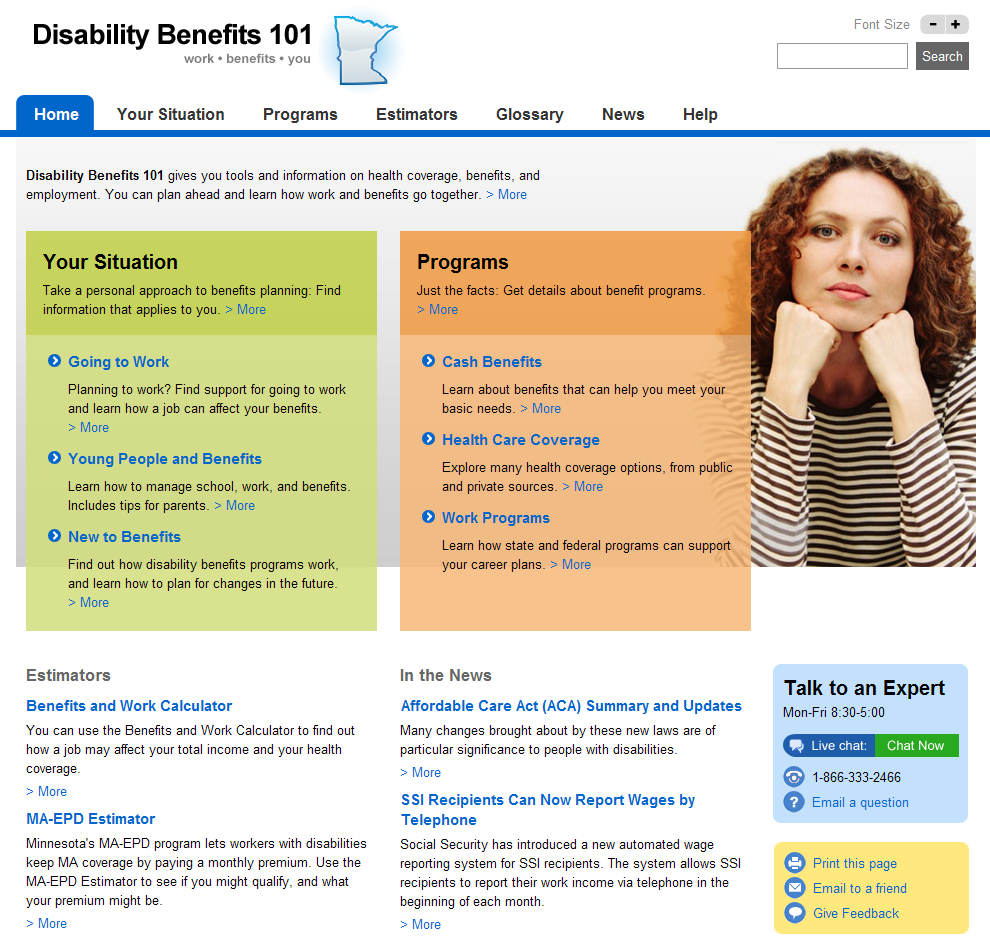 Disability Benefits 101
work • benefits • you
Font Size - +
Search
Home Your Situation Programs Estimators Glossary News Help
Disability Benefits 101 gives you tools and information on health coverage, benefits, and
employment. You can plan ahead and learn how work and benefits go together. > More
Your Situation
Take a personal approach to benefits planning: Find
information that applies to you. > More
Going to Work
Planning to work? Find support for going to work
and learn how a job can affect your benefits.
> More
Young People and Benefits
Learn how to manage school, work, and benefits.
Includes tips for parents. > More
New to Benefits
Find out how disability benefits programs work,
and learn how to plan for changes in the future.
> More
Programs
Just the facts: Get details about benefit programs.
> More
Cash Benefits
Learn about benefits that can help you meet your
basic needs. > More
Health Care Coverage
Explore many health coverage options, from public
and private sources. > More
Work Programs
Learn how state and federal programs can support
your career plans. > More
Estimators
Benefits and Work Calculator
You can use the Benefits and Work Calculator to find out
how a job may affect your total income and your health
coverage.
> More
MA-EPD Estimator
Minnesota's MA-EPD program lets workers with disabilities
keep MA coverage by paying a monthly premium. Use the
MA-EPD Estimator to see if you might qualify, and what
your premium might be.
> More
In the News
Affordable Care Act (ACA) Summary and Updates
Many changes brought about by these new laws are of
particular significance to people with disabilities.
> More
SSI Recipients Can Now Report Wages by
Telephone
Social Security has introduced a new automated wage
reporting system for SSI recipients. The system allows SSI
recipients to report their work income via telephone in the
beginning of each month.
> More
Talk to an Expert
Mon-Fri 8:30-5:00
Live chat: Chat Now
1-866-333-2466
? Email a question
Print this page
Email to a friend
Give Feedback